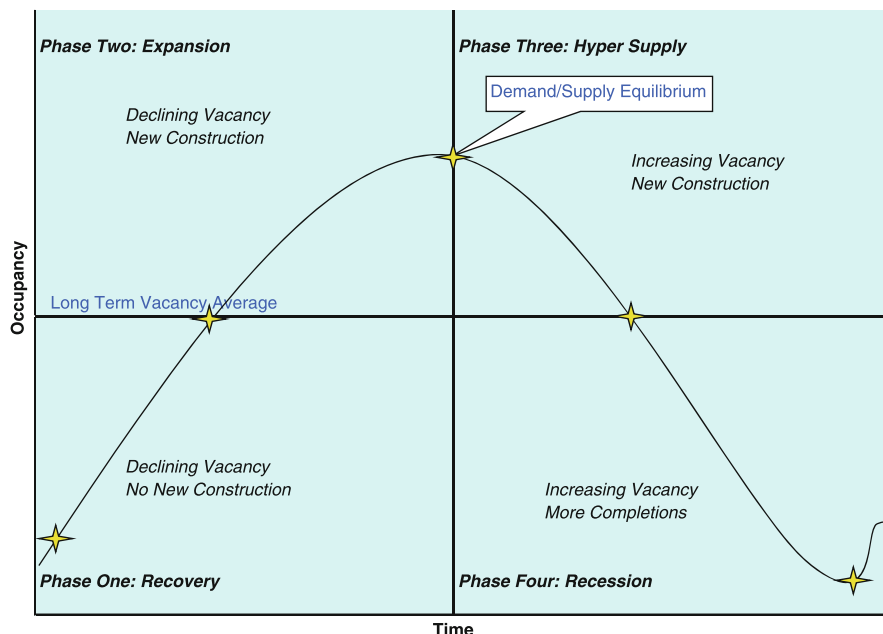 Phase Two: Expansion
Phase Three: Hyper Supply
Demand/Supply Equilibrium
Declining Vacancy
New Construction
Increasing Vacancy
New Construction
Occupancy
Long Term Vacancy Average
Declining Vacancy
No New Construction
Increasing Vacancy
More Completions
Phase One: Recovery
Phase Four: Recession
Time